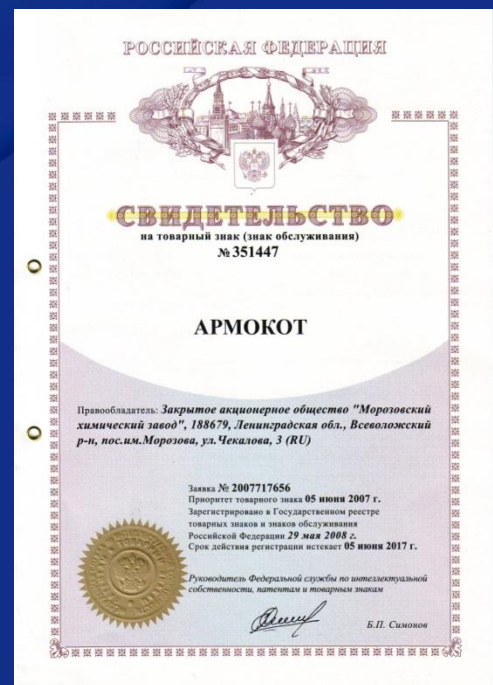 РОССИЙСКАЯ ФЕДЕРАЦИЯ
СВИДЕТЕЛЬСТВО
на товарный знак (знак обслуживания)
№ 351447
АРМОКОТ
Правообладатель: Закрытое акционерное общество "Морозовский
химический завод", 188679, Ленинградская обл., Всеволожский
р-н, пос.им.Морозова, ул.Чекалова, 3 (RU)
Заявка № 2007717656
Приоритет товарного знака 05 июня 2007 г.
Зарегистрировано в Государственном реестре
товарных знаков и знаков обслуживания
Российской Федерации 29 мая 2008 г.
Срок действия регистрации истекает 05 июня 2017 г.
Руководитель Федеральной службы по интеллектуальной
собственности, патентам и товарным знакам
Б.П. Симонов